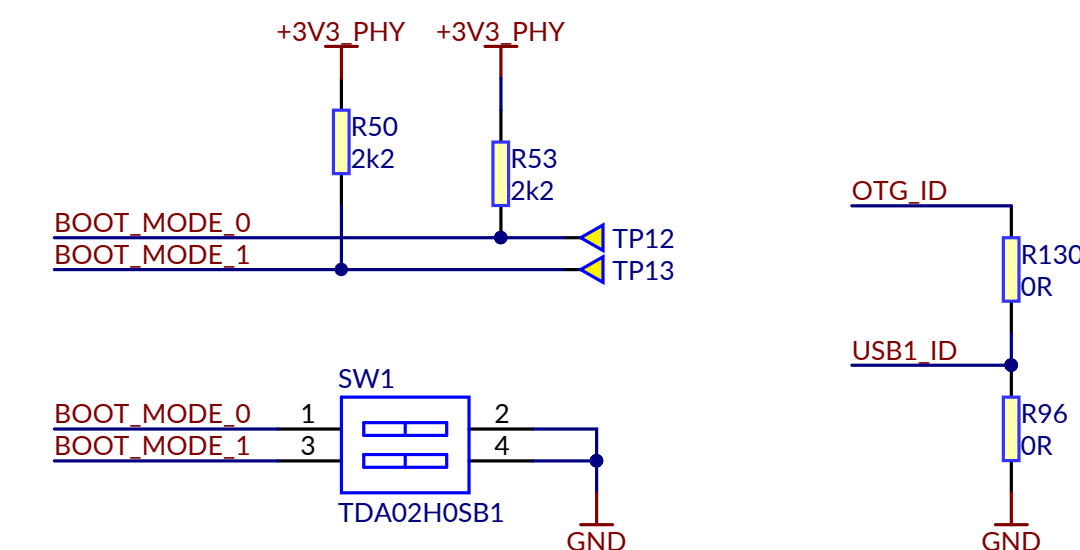 +3V3_PHY +3V3_PHY
R50
2k2
R53
2k2
BOOT_MODE_0
TP12
BOOT_MODE_1
TP13
OTG_ID
R130
0R
USB1_ID
R96
0R
GND
SW1
BOOT_MODE_0 1 2
BOOT_MODE_1 3 4
TDA02H0SB1
GND